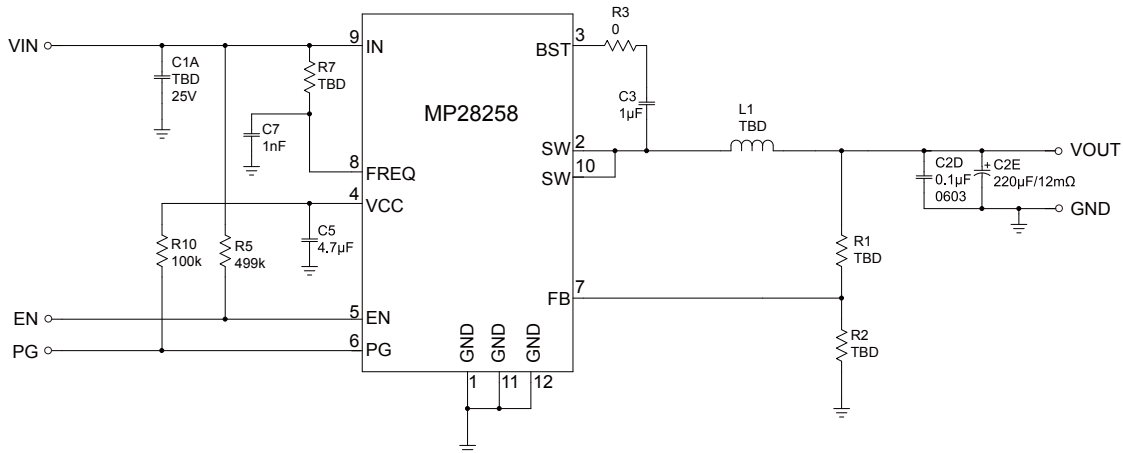 VIN
C1A
TBD
25V
R7
TBD
C7
1nF
R10
100k
R5
499k
C5
4.7µF
EN
PG
9
IN
8
FREQ
4
VCC
5
EN
6
PG
MP28258
3
BST
2
SW
10
SW
7
FB
GND
GND
GND
1
11
12
R3
0
C3
1µF
L1
TBD
R1
TBD
R2
TBD
C2D
0.1µF
0603
+
C2E
220µF/12mΩ
VOUT
GND